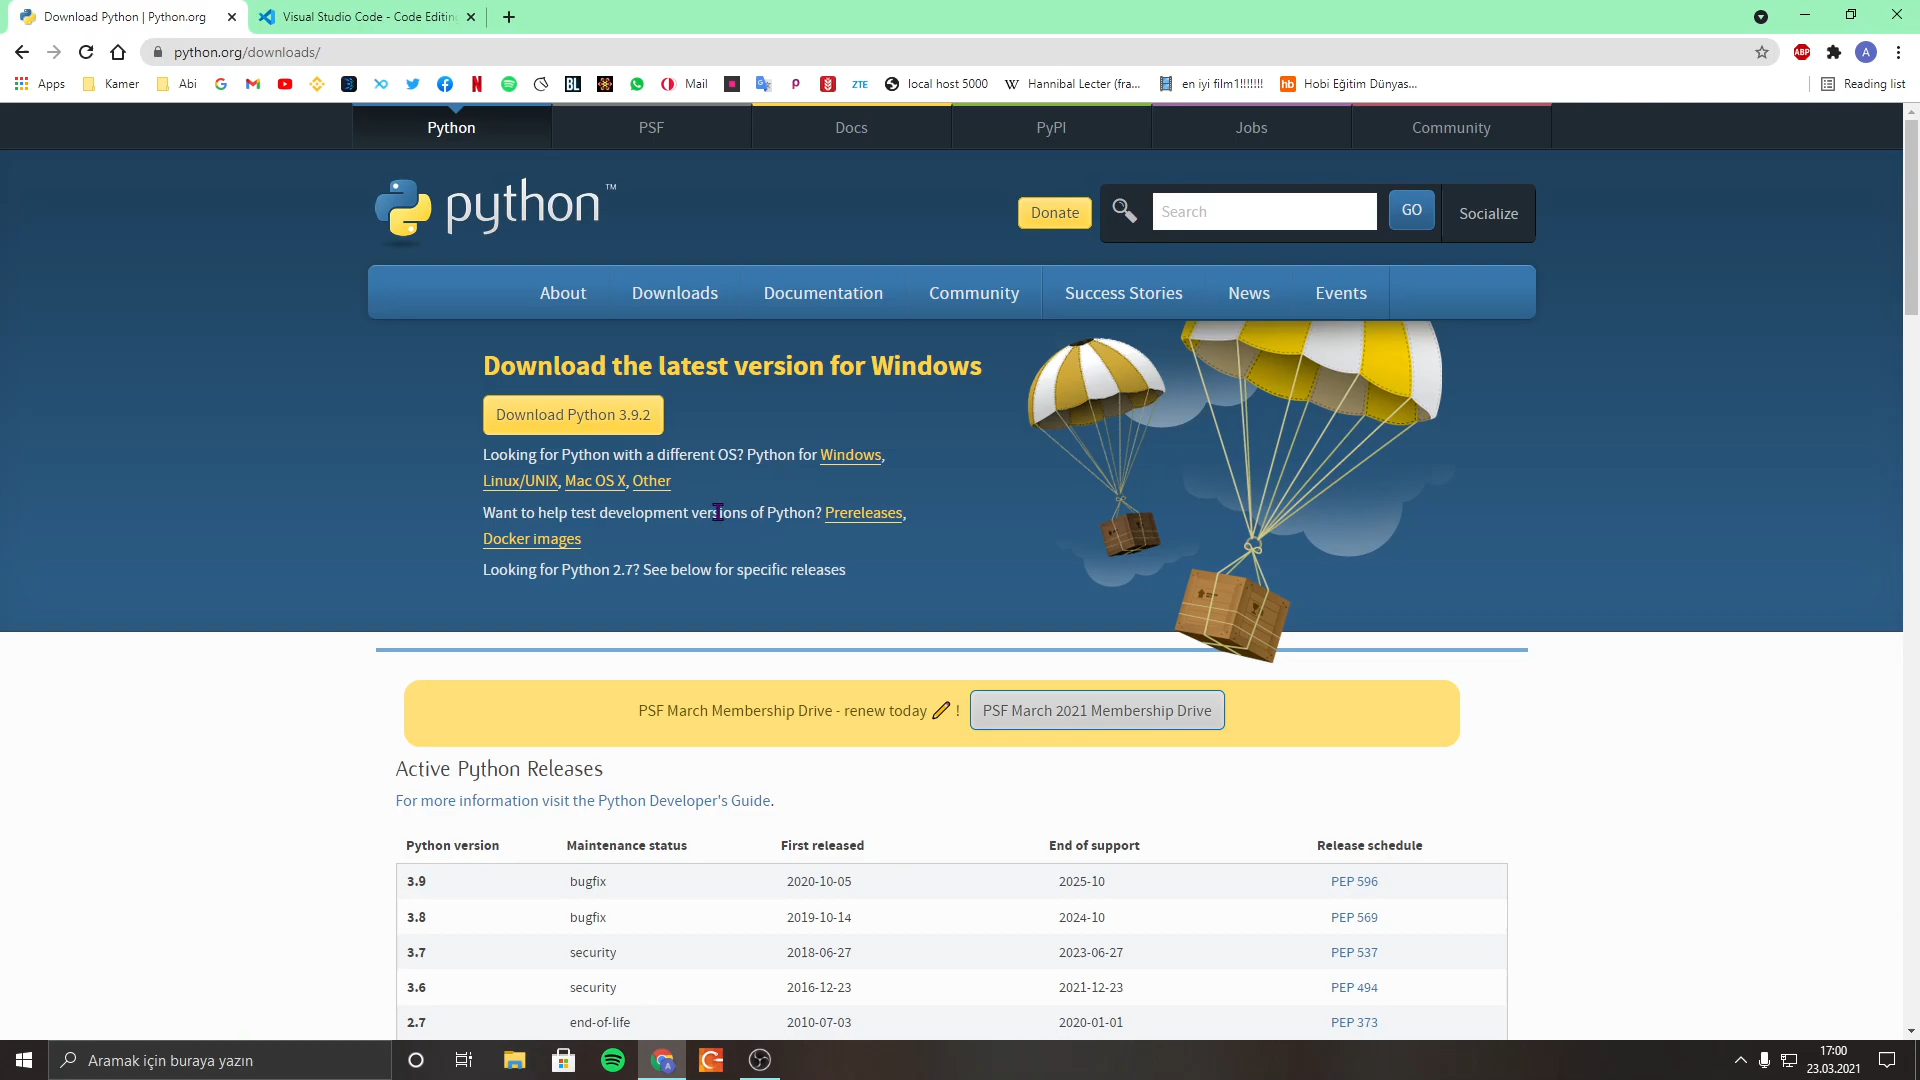 Download Python | Python.org
Visual Studio Code - Code Editin
python.org/downloads/
ABP
A
Apps
Kamer
Abi
BL
Mail
ZTE
local host 5000
Hannibal Lecter (fra...
en iyi film1!!!!!!!
hb
Hobi Eğitim Dünyas...
Reading list
Python
PSF
Docs
PyPI
Jobs
Community
python™
Donate
Search
GO
Socialize
About
Downloads
Documentation
Community
Success Stories
News
Events
Download the latest version for Windows
Download Python 3.9.2
Looking for Python with a different OS? Python for Windows,
Linux/UNIX, Mac OS X, Other
Want to help test development versions of Python? Prereleases,
Docker images
Looking for Python 2.7? See below for specific releases
PSF March Membership Drive - renew today !
PSF March 2021 Membership Drive
Active Python Releases
For more information visit the Python Developer's Guide.
Python version Maintenance status First released End of support Release schedule
3.9 bugfix 2020-10-05 2025-10 PEP 596
3.8 bugfix 2019-10-14 2024-10 PEP 569
3.7 security 2018-06-27 2023-06-27 PEP 537
3.6 security 2016-12-23 2021-12-23 PEP 494
2.7 end-of-life 2010-07-03 2020-01-01 PEP 373
Aramak için buraya yazın
17:00
23.03.2021